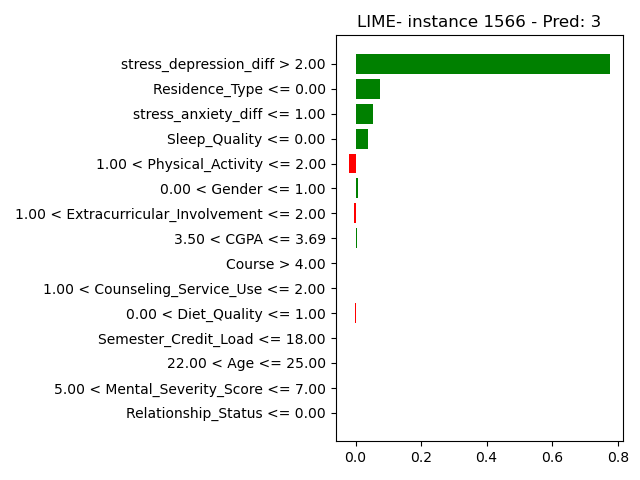 LIME- instance 1566 - Pred: 3
stress_depression_diff > 2.00
Residence_Type <= 0.00
stress_anxiety_diff <= 1.00
Sleep_Quality <= 0.00
1.00 < Physical_Activity <= 2.00
0.00 < Gender <= 1.00
1.00 < Extracurricular_Involvement <= 2.00
3.50 < CGPA <= 3.69
Course > 4.00
1.00 < Counseling_Service_Use <= 2.00
0.00 < Diet_Quality <= 1.00
Semester_Credit_Load <= 18.00
22.00 < Age <= 25.00
5.00 < Mental_Severity_Score <= 7.00
Relationship_Status <= 0.00
0.0 0.2 0.4 0.6 0.8